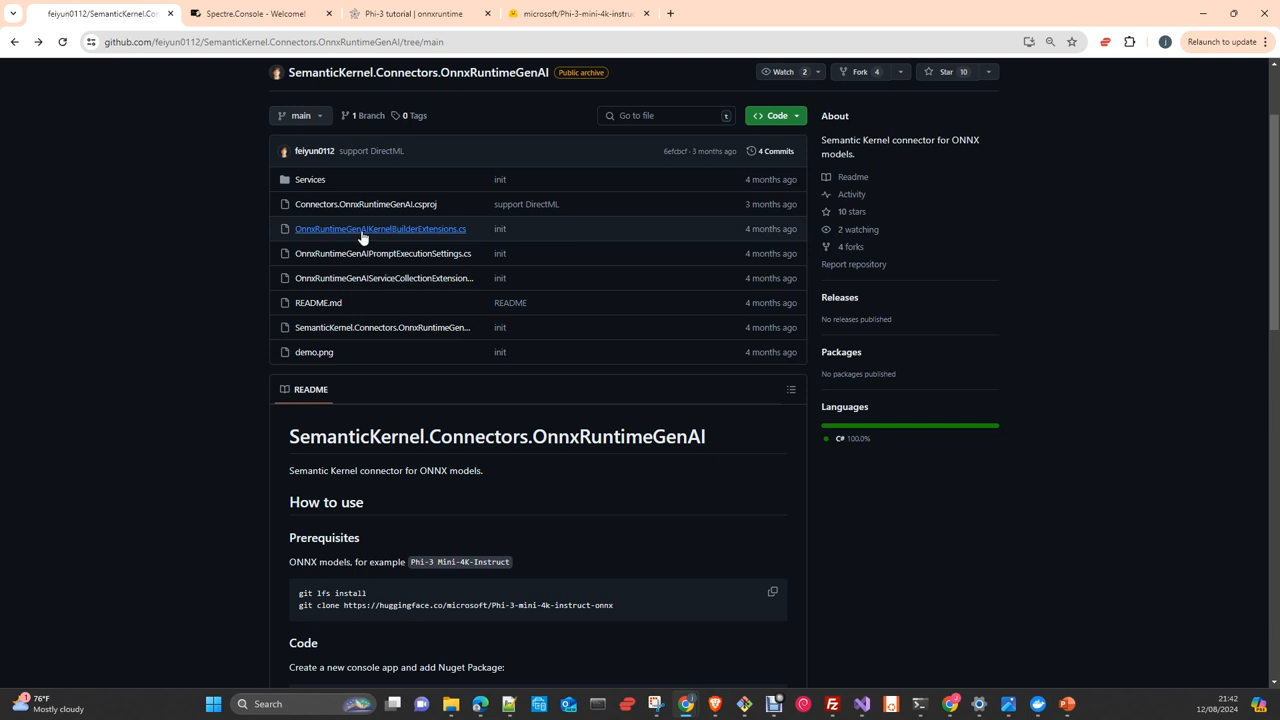 feiyun0112/SemanticKernel.Cor
Spectre.Console - Welcome!
Phi-3 tutorial | onnxruntime
microsoft/Phi-3-mini-4k-instruc
github.com/feiyun0112/SemanticKernel.Connectors.OnnxRuntimeGenAI/tree/main
Relaunch to update
SemanticKernel.Connectors.OnnxRuntimeGenAI
Public archive
Watch 2
Fork 4
Star 10
main
1 Branch
0 Tags
Go to file
t
Code
feiyun0112 support DirectML 6efcbcf · 3 months ago 4 Commits
Services init 4 months ago
Connectors.OnnxRuntimeGenAI.csproj support DirectML 3 months ago
OnnxRuntimeGenAIKernelBuilderExtensions.cs init 4 months ago
OnnxRuntimeGenAIPromptExecutionSettings.cs init 4 months ago
OnnxRuntimeGenAIServiceCollectionExtension... init 4 months ago
README.md README 4 months ago
SemanticKernel.Connectors.OnnxRuntimeGen... init 4 months ago
demo.png init 4 months ago
README
SemanticKernel.Connectors.OnnxRuntimeGenAI
Semantic Kernel connector for ONNX models.
How to use
Prerequisites
ONNX models, for example Phi-3 Mini-4K-Instruct
git lfs install
git clone https://huggingface.co/microsoft/Phi-3-mini-4k-instruct-onnx
Code
Create a new console app and add Nuget Package:
About
Semantic Kernel connector for ONNX
models.
Readme
Activity
10 stars
2 watching
4 forks
Report repository
Releases
No releases published
Packages
No packages published
Languages
C# 100.0%
76°F
Mostly cloudy
Search
21:42
12/08/2024